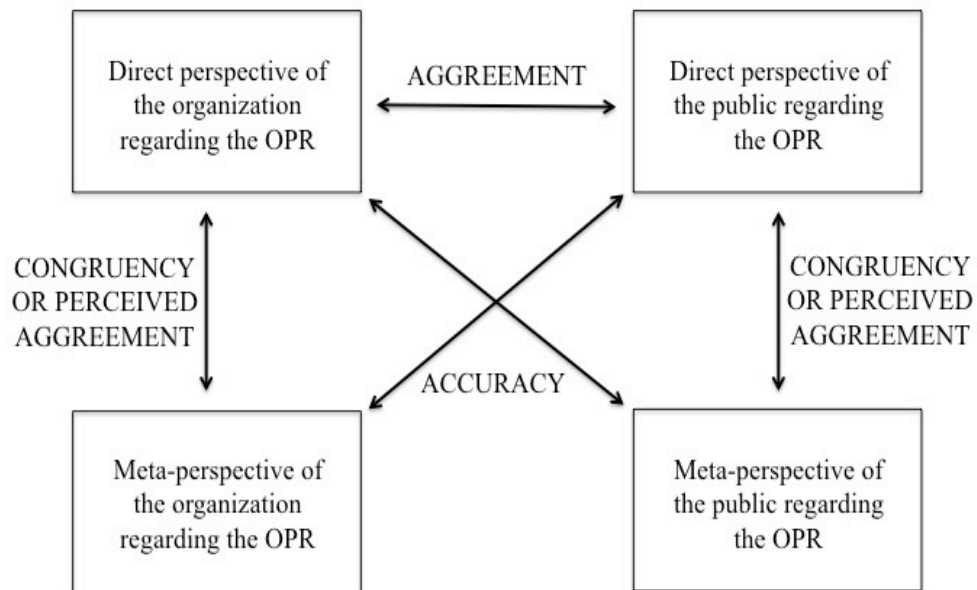 Direct perspective of
the organization
regarding the OPR
AGGREEMENT
Direct perspective of
the public regarding
the OPR
CONGRUENCY
OR PERCEIVED
AGGREEMENT
CONGRUENCY
OR PERCEIVED
AGGREEMENT
ACCURACY
Meta-perspective of
the organization
regarding the OPR
Meta-perspective of
the public regarding
the OPR